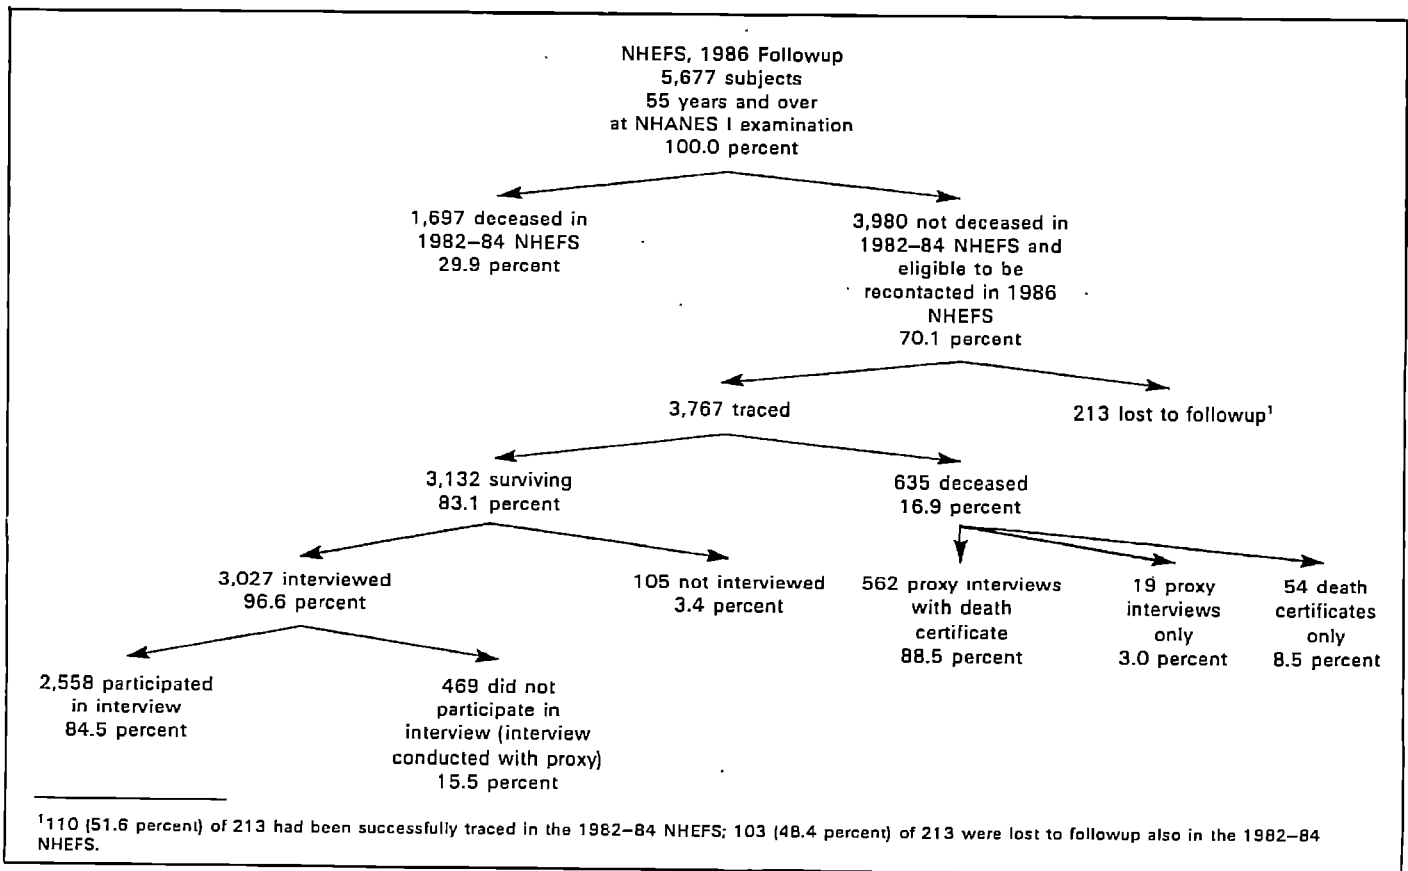 NHEFS, 1986 Followup
5,677 subjects
55 years and over
at NHANES I examination
100.0 percent
1,697 deceased in
1982–84 NHEFS
29.9 percent
3,980 not deceased in
1982–84 NHEFS and
eligible to be
recontacted in 1986
NHEFS
70.1 percent
3,767 traced
213 lost to followup¹
3,132 surviving
83.1 percent
635 deceased
16.9 percent
3,027 interviewed
96.6 percent
105 not interviewed
3.4 percent
562 proxy interviews
with death
certificate
88.5 percent
19 proxy
interviews
only
3.0 percent
54 death
certificates
only
8.5 percent
2,558 participated
in interview
84.5 percent
469 did not
participate in
interview (interview
conducted with proxy)
15.5 percent
¹110 (51.6 percent) of 213 had been successfully traced in the 1982–84 NHEFS; 103 (48.4 percent) of 213 were lost to followup also in the 1982–84
NHEFS.